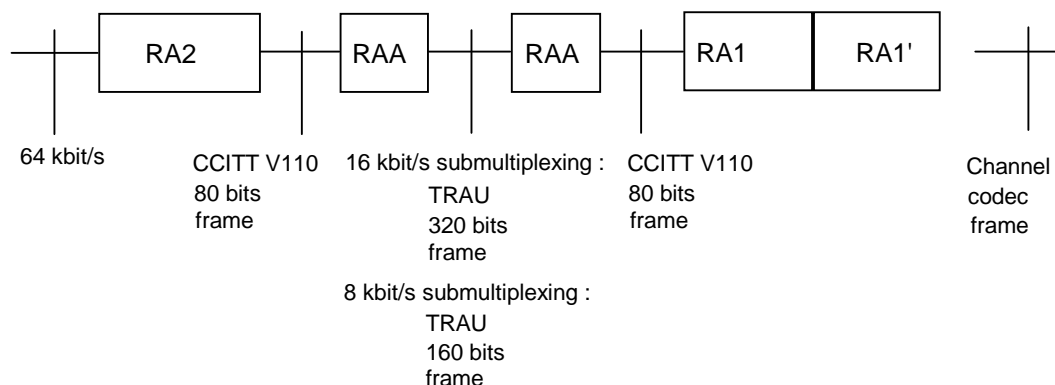 RA2
RAA
RAA
RA1
RA1'
64 kbit/s
CCITT V110
80 bits
frame
16 kbit/s submultiplexing :
TRAU
320 bits
frame
8 kbit/s submultiplexing :
TRAU
160 bits
frame
CCITT V110
80 bits
frame
Channel
codec
frame